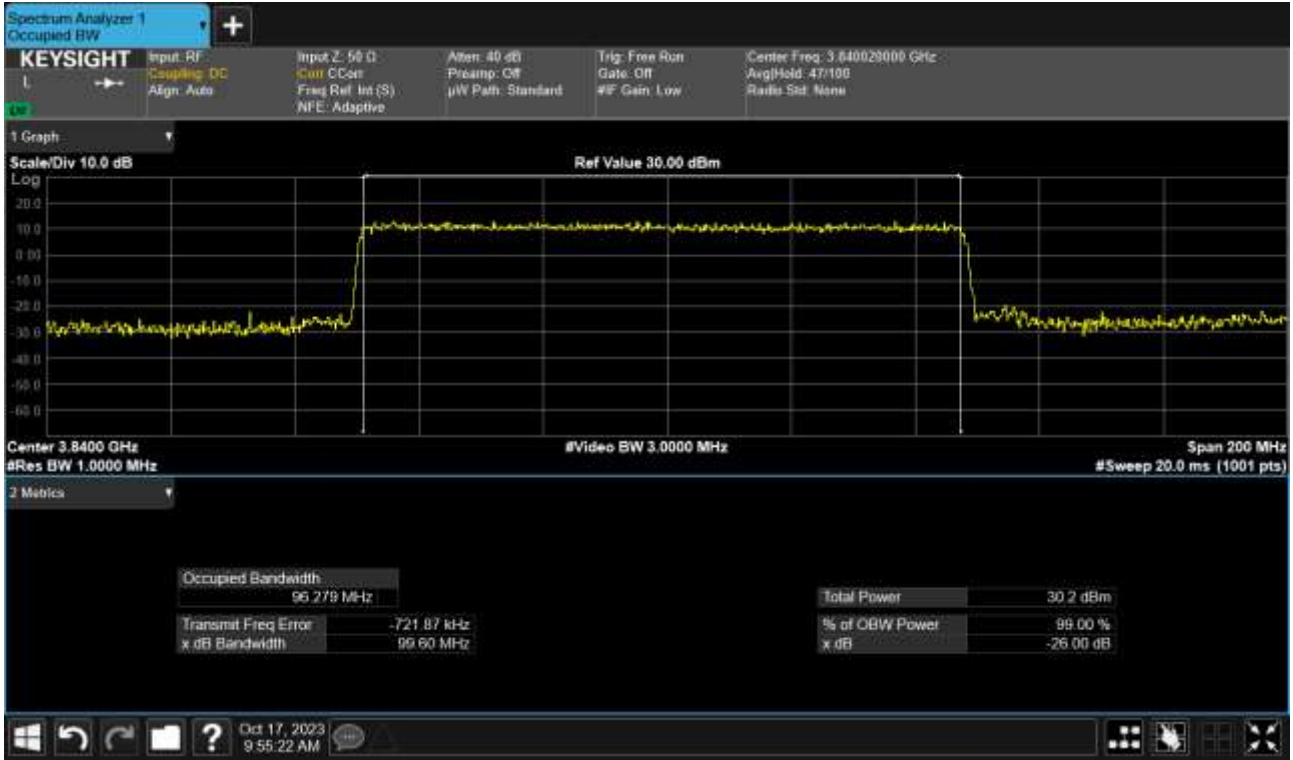 Spectrum Analyzer 1
Occupied BW
KEYSIGHT
L
Input: RF
Coupling: DC
Align: Auto
Input Z: 50 Ω
Corr CCorr
Freq Ref: Int (S)
NFE: Adaptive
Atten: 40 dB
Preamp: Off
µW Path: Standard
Trig: Free Run
Gate: Off
#IF Gain: Low
Center Freq: 3.840020000 GHz
Avg|Hold: 47/100
Radio Std: None
1 Graph
Scale/Div 10.0 dB
Ref Value 30.00 dBm
Log
20.0
10.0
0.00
-10.0
-20.0
-30.0
-40.0
-50.0
-60.0
Center 3.8400 GHz
#Video BW 3.0000 MHz
Span 200 MHz
#Res BW 1.0000 MHz
#Sweep 20.0 ms (1001 pts)
2 Metrics
Occupied Bandwidth
96.279 MHz
Total Power 30.2 dBm
Transmit Freq Error -721.87 kHz
% of OBW Power 99.00 %
x dB Bandwidth 99.60 MHz
x dB -26.00 dB
Oct 17, 2023
9:55:22 AM